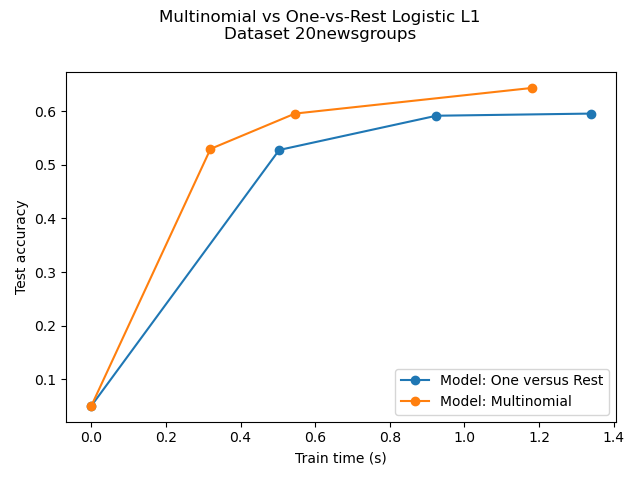 Multinomial vs One-vs-Rest Logistic L1
Dataset 20newsgroups
Test accuracy
0.6
0.5
0.4
0.3
0.2
0.1
0.0 0.2 0.4 0.6 0.8 1.0 1.2 1.4
Train time (s)
Model: One versus Rest
Model: Multinomial